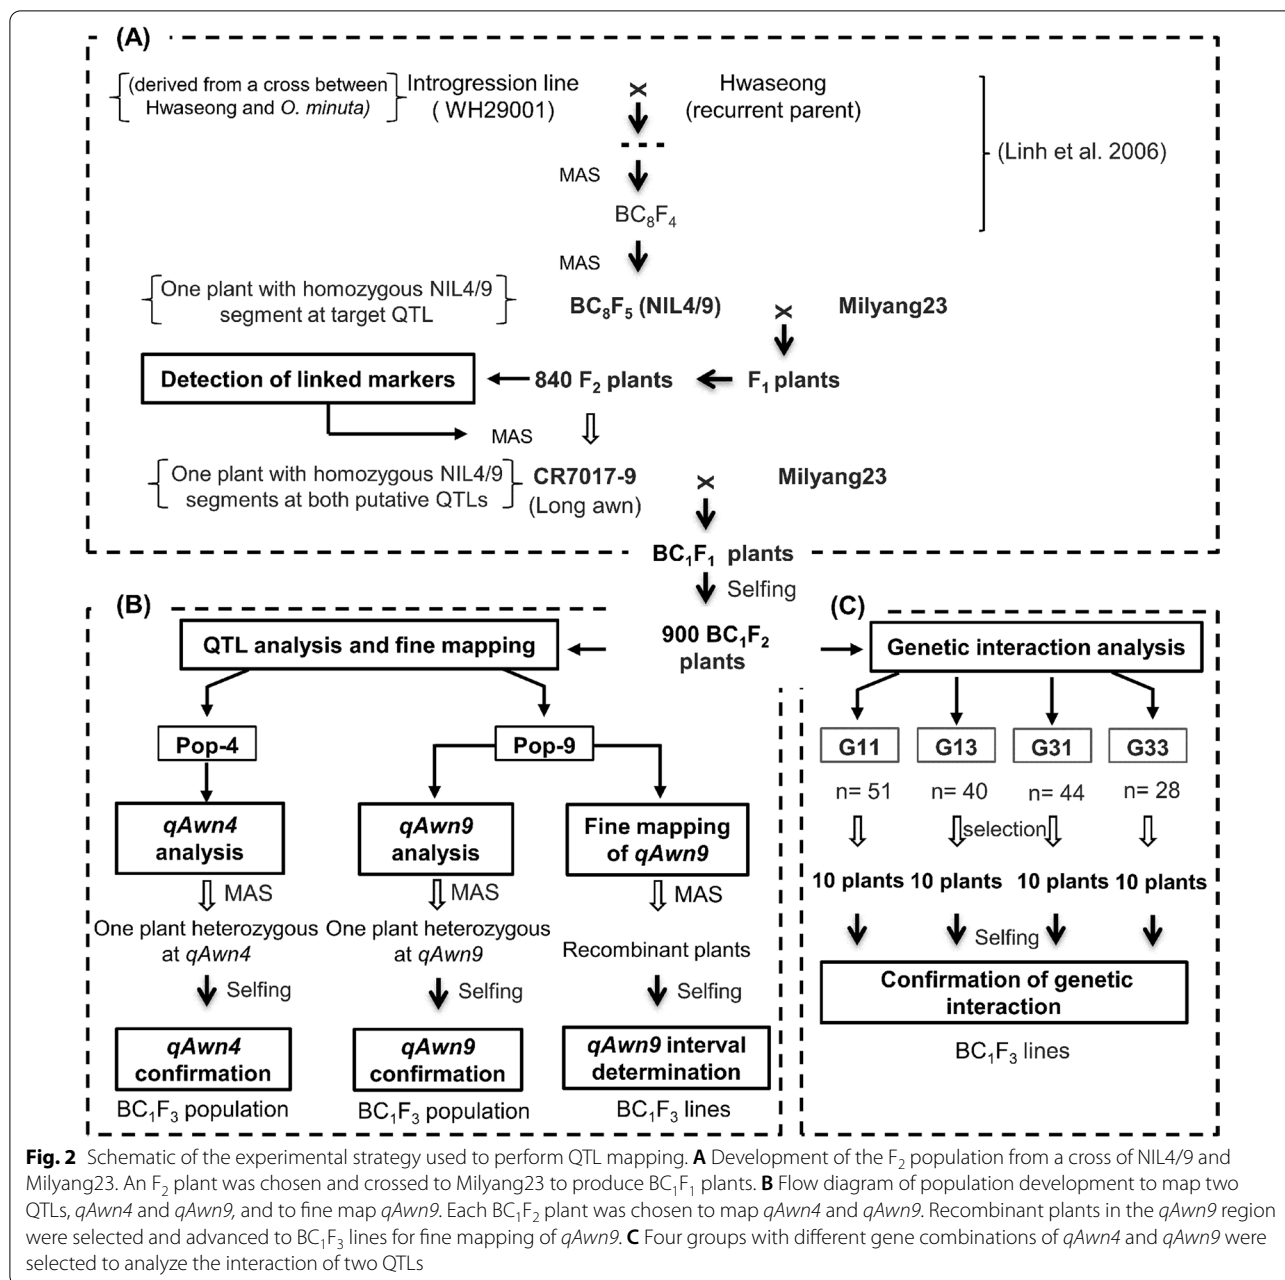 (A)
(derived from a cross between
Hwaseong and O. minuta)
Introgression line
( WH29001)
X
Hwaseong
(recurrent parent)
(Linh et al. 2006)
MAS
BC8F4
MAS
One plant with homozygous NIL4/9
segment at target QTL
BC8F5 (NIL4/9)
X
Milyang23
Detection of linked markers
840 F2 plants
F1 plants
MAS
One plant with homozygous NIL4/9
segments at both putative QTLs
CR7017-9
(Long awn)
X
Milyang23
BC1F1 plants
Selfing
900 BC1F2
plants
(B)
QTL analysis and fine mapping
Pop-4
Pop-9
qAwn4
analysis
qAwn9
analysis
Fine mapping
of qAwn9
MAS
MAS
MAS
One plant heterozygous
at qAwn4
One plant heterozygous
at qAwn9
Recombinant plants
Selfing
Selfing
Selfing
qAwn4
confirmation
qAwn9
confirmation
qAwn9 interval
determination
BC1F3 population
BC1F3 population
BC1F3 lines
(C)
Genetic interaction analysis
G11
G13
G31
G33
n= 51
n= 40
n= 44
n= 28
selection
10 plants
10 plants
10 plants
10 plants
Selfing
Confirmation of genetic
interaction
BC1F3 lines
Fig. 2 Schematic of the experimental strategy used to perform QTL mapping. A Development of the F2 population from a cross of NIL4/9 and
Milyang23. An F2 plant was chosen and crossed to Milyang23 to produce BC1F1 plants. B Flow diagram of population development to map two
QTLs, qAwn4 and qAwn9, and to fine map qAwn9. Each BC1F2 plant was chosen to map qAwn4 and qAwn9. Recombinant plants in the qAwn9 region
were selected and advanced to BC1F3 lines for fine mapping of qAwn9. C Four groups with different gene combinations of qAwn4 and qAwn9 were
selected to analyze the interaction of two QTLs